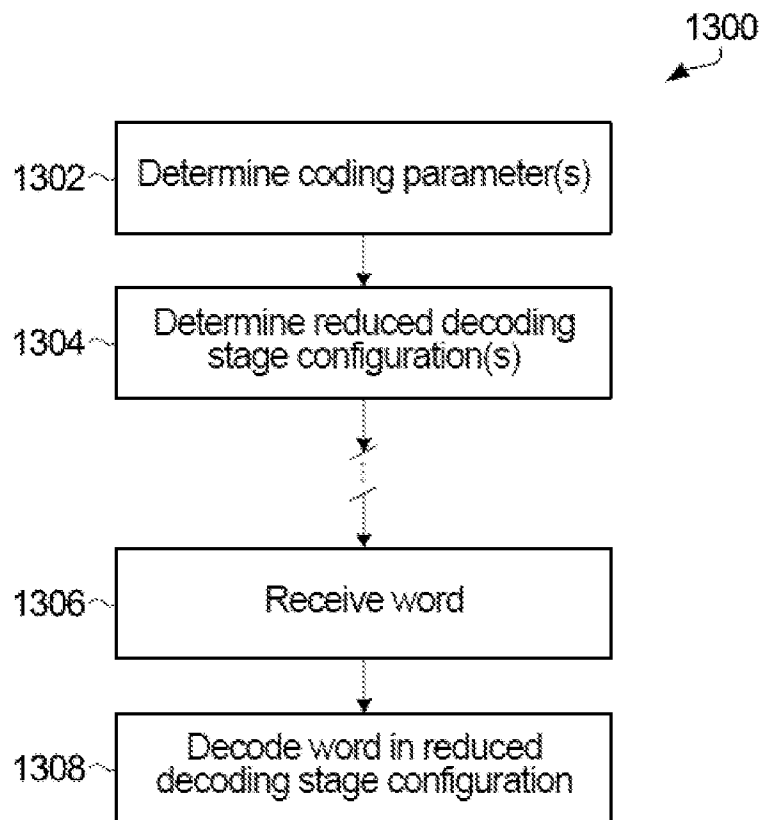 1300
1302
Determine coding parameter(s)
1304
Determine reduced decoding
stage configuration(s)
1306
Receive word
1308
Decode word in reduced
decoding stage configuration